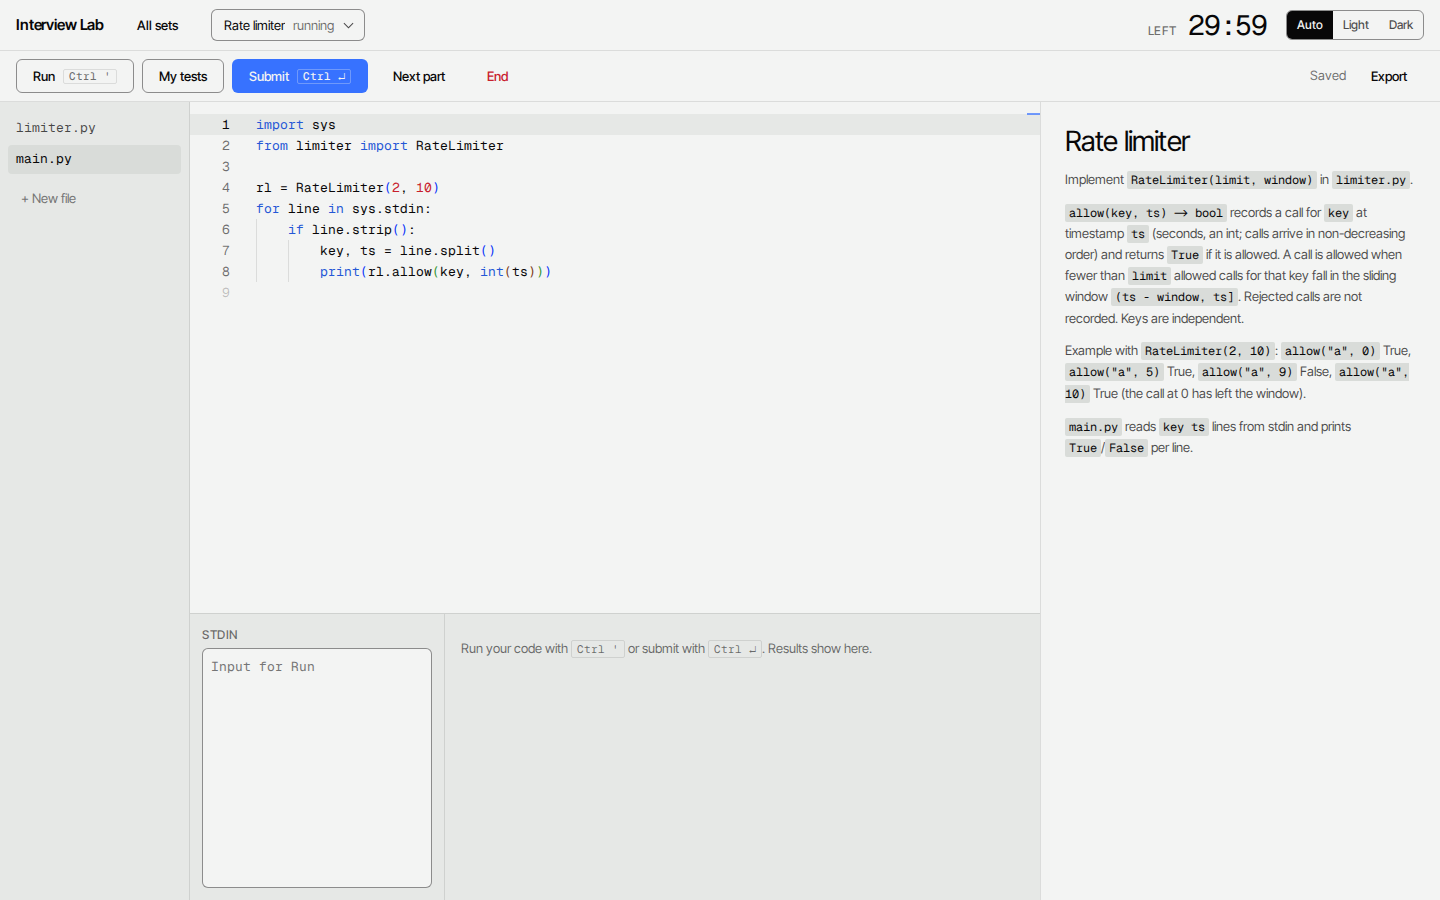 Interview Lab All sets Rate limiter running LEFT 29:59 Auto Light Dark
Run Ctrl ' My tests Submit Ctrl ↵ Next part End Saved Export
limiter.py
main.py
+ New file
1 import sys
2 from limiter import RateLimiter
3
4 rl = RateLimiter(2, 10)
5 for line in sys.stdin:
6     if line.strip():
7         key, ts = line.split()
8         print(rl.allow(key, int(ts)))
9
STDIN
Input for Run
Run your code with Ctrl ' or submit with Ctrl ↵. Results show here.
Rate limiter
Implement RateLimiter(limit, window) in limiter.py.
allow(key, ts) → bool records a call for key at
timestamp ts (seconds, an int; calls arrive in non-decreasing
order) and returns True if it is allowed. A call is allowed when
fewer than limit allowed calls for that key fall in the sliding
window (ts - window, ts]. Rejected calls are not
recorded. Keys are independent.
Example with RateLimiter(2, 10): allow("a", 0) True,
allow("a", 5) True, allow("a", 9) False, allow("a",
10) True (the call at 0 has left the window).
main.py reads key ts lines from stdin and prints
True/False per line.